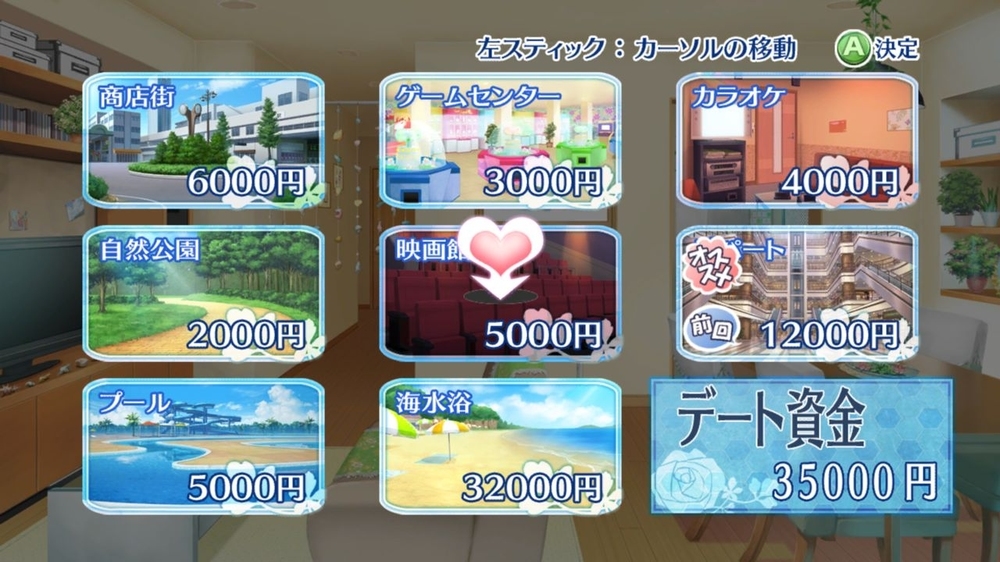 左スティック：カーソルの移動 A 決定
商店街
6000円
ゲームセンター
3000円
カラオケ
4000円
自然公園
2000円
映画館
5000円
オススメ
パート
前回
12000円
プール
5000円
海水浴
32000円
デート資金
35000円